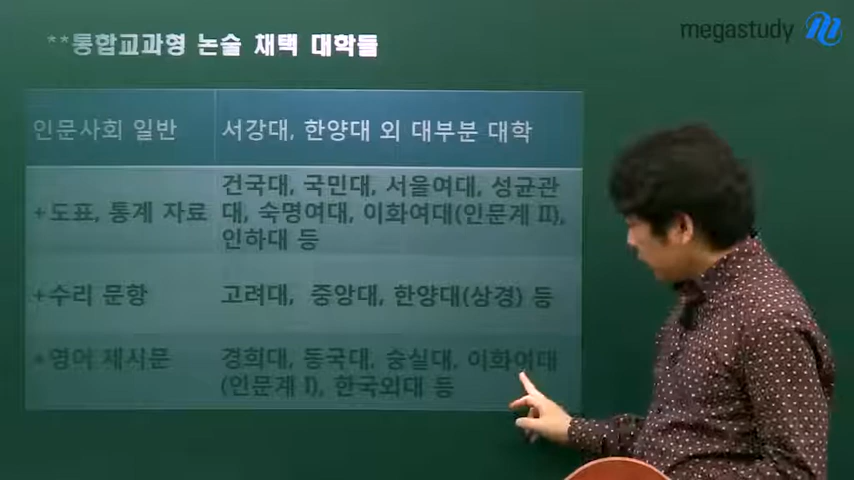 **통합교과형 논술 채택 대학들
megastudy
인문사회 일반
서강대, 한양대 외 대부분 대학
+도표, 통계 자료
건국대, 국민대, 서울여대, 성균관
대, 숙명여대, 이화여대(인문계 Ⅱ),
인하대 등
+수리 문항
고려대, 중앙대, 한양대(상경) 등
+영어 제시문
경희대, 동국대, 숭실대, 이화여대
(인문계 Ⅰ), 한국외대 등